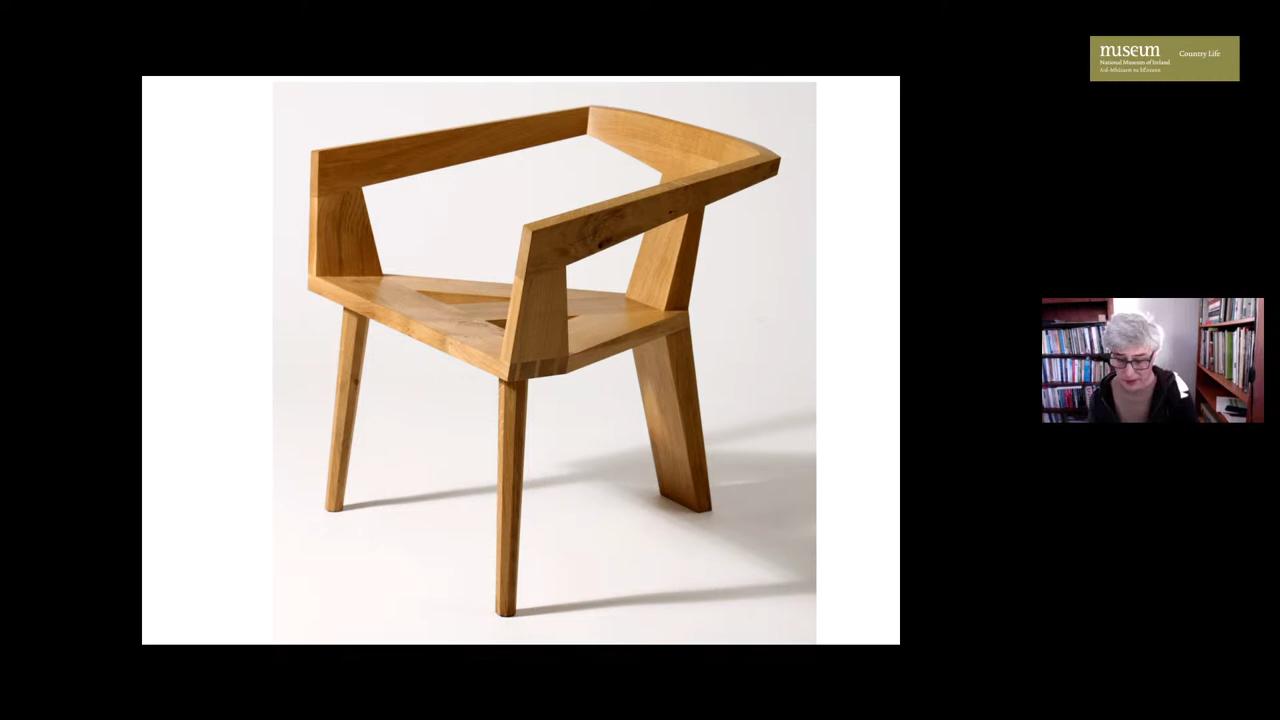 museum Country Life
National Museum of Ireland
Ard-Mhúsaem na hÉireann